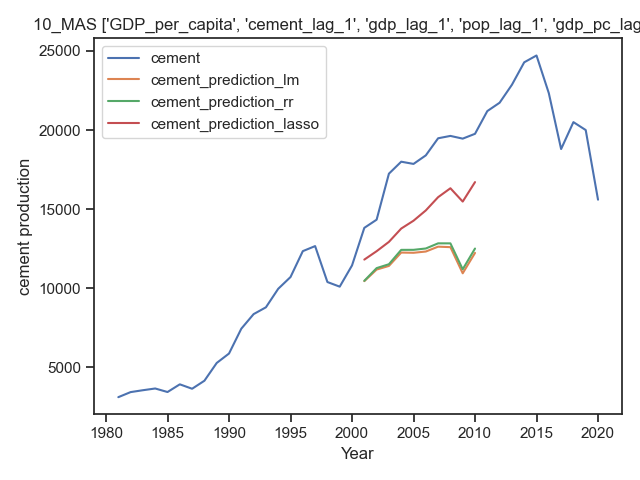 10_MAS ['GDP_per_capita', 'cement_lag_1', 'gdp_lag_1', 'pop_lag_1', 'gdp_pc_lag
cement
cement_prediction_lm
cement_prediction_rr
cement_prediction_lasso
25000
20000
15000
10000
5000
cement production
1980 1985 1990 1995 2000 2005 2010 2015 2020
Year